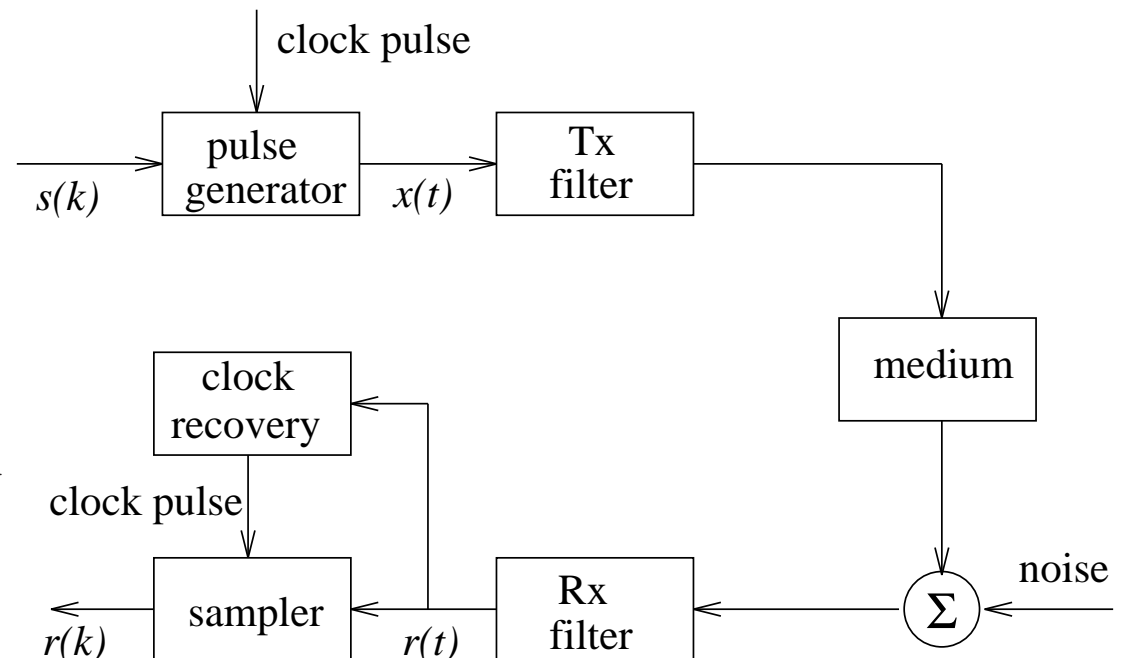 clock pulse
pulse
generator
Tx
filter
s(k)
x(t)
medium
clock
recovery
clock pulse
noise
sampler
Rx
filter
Σ
r(k)
r(t)